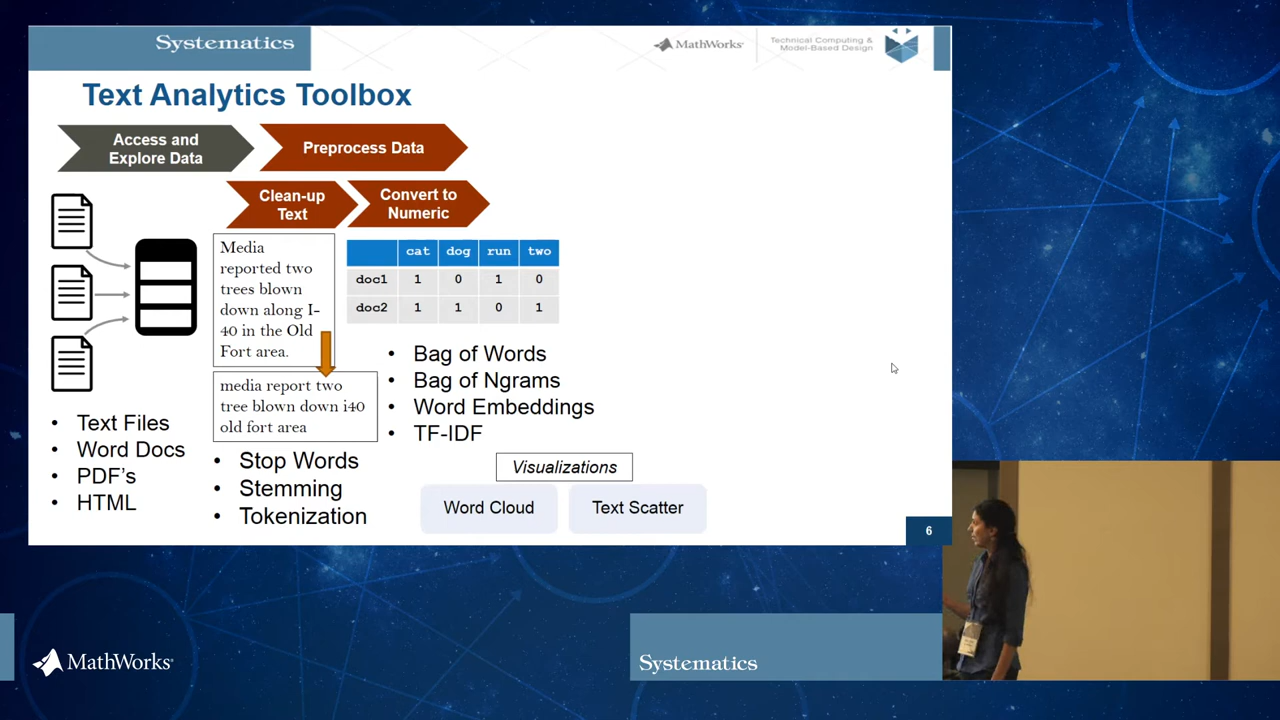 Systematics
MathWorks
Technical Computing &
Model-Based Design
Text Analytics Toolbox
Access and
Explore Data
Preprocess Data
Clean-up
Text
Convert to
Numeric
Media
reported two
trees blown
down along I-
40 in the Old
Fort area.
cat dog run two
doc1 1 0 1 0
doc2 1 1 0 1
media report two
tree blown down i40
old fort area
• Text Files
• Word Docs
• PDF's
• HTML
• Stop Words
• Stemming
• Tokenization
• Bag of Words
• Bag of Ngrams
• Word Embeddings
• TF-IDF
Visualizations
Word Cloud
Text Scatter
6
MathWorks
Systematics